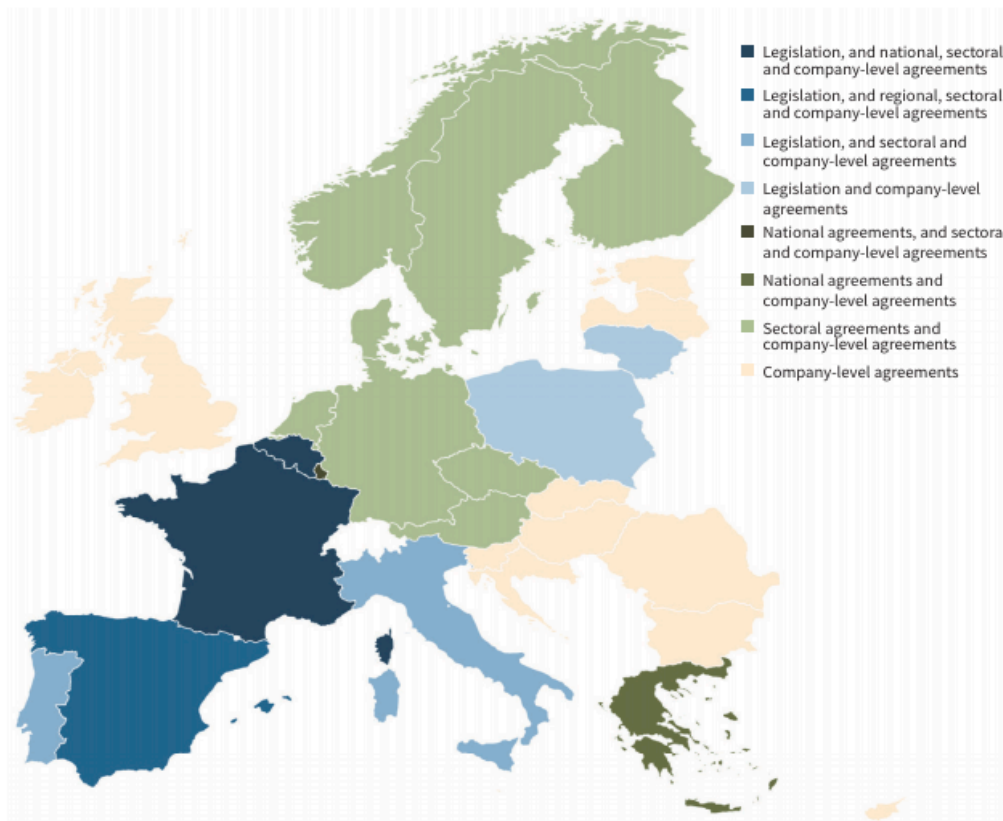 Legislation, and national, sectoral
and company-level agreements
Legislation, and regional, sectoral
and company-level agreements
Legislation, and sectoral and
company-level agreements
Legislation and company-level
agreements
National agreements, and sectora
and company-level agreements
National agreements and
company-level agreements
Sectoral agreements and
company-level agreements
Company-level agreements